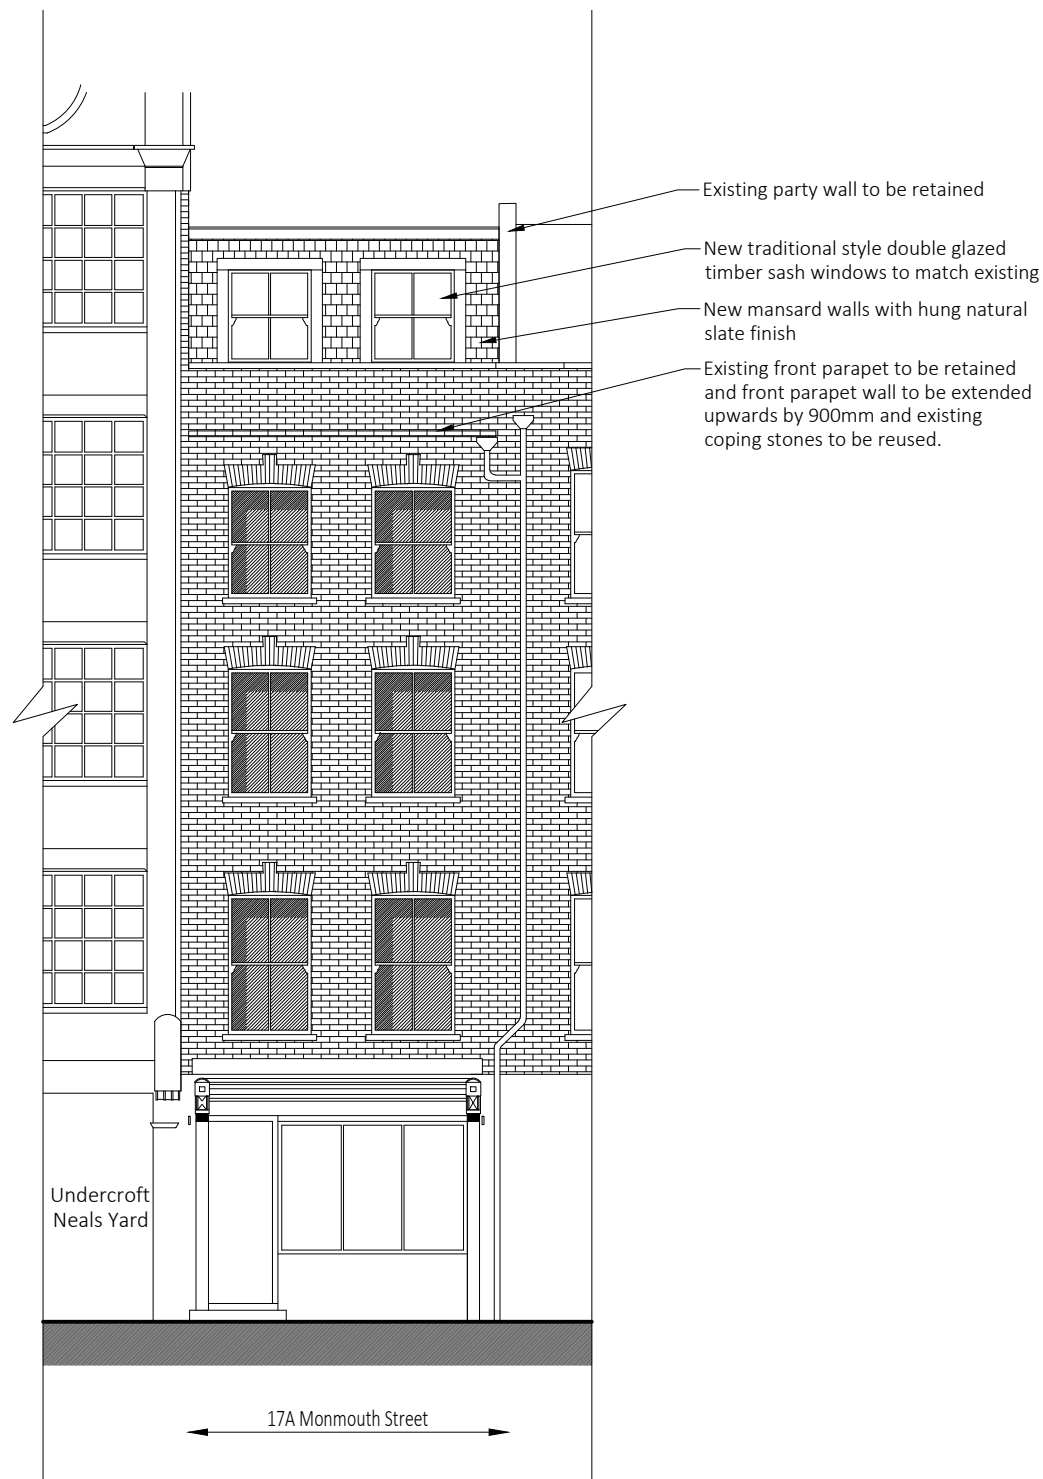 Existing party wall to be retained
New traditional style double glazed
timber sash windows to match existing
New mansard walls with hung natural
slate finish
Existing front parapet to be retained
and front parapet wall to be extended
upwards by 900mm and existing
coping stones to be reused.
Undercroft
Neals Yard
17A Monmouth Street